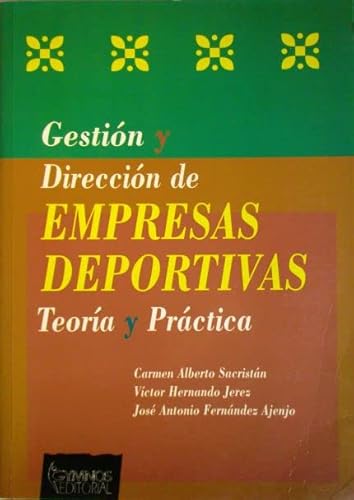 Gestión y
Dirección de
EMPRESAS
DEPORTIVAS
Teoría y Práctica
Carmen Alberto Sacristán
Víctor Hernando Jerez
José Antonio Fernández Ajenjo
GYMNOS
EDITORIAL